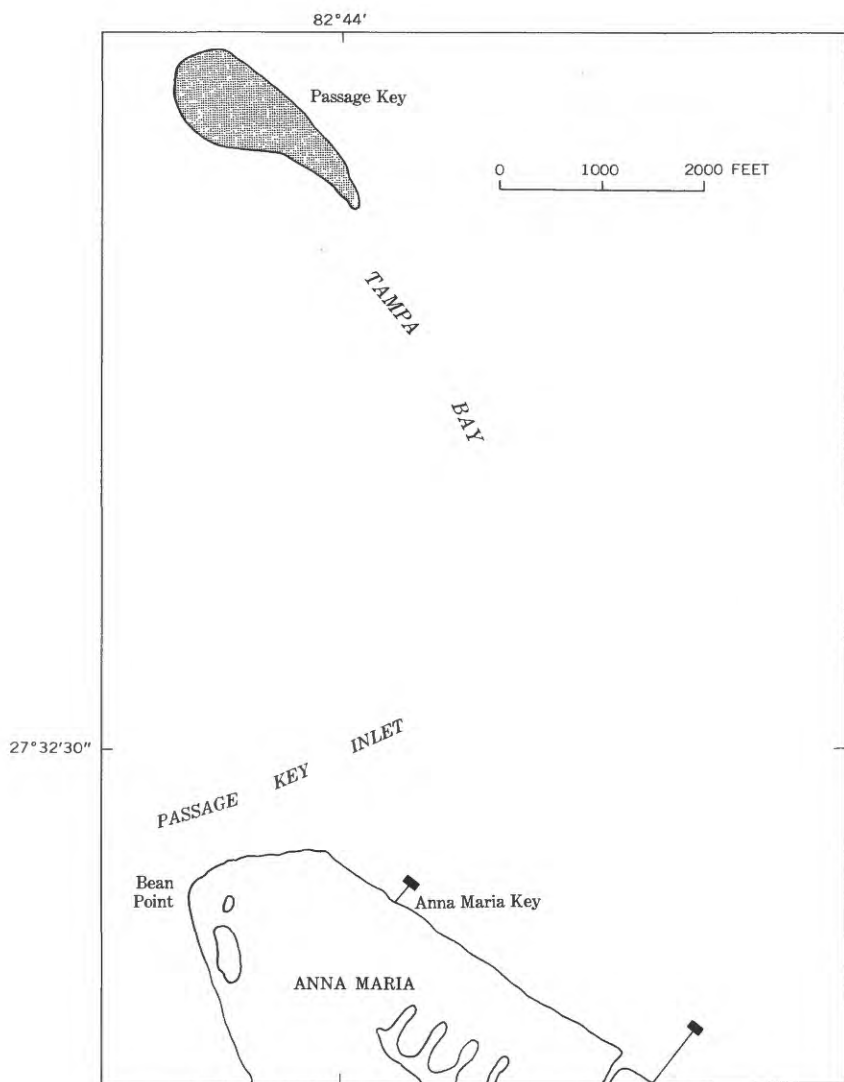 82°44'
Passage Key
0 1000 2000 FEET
TAMPA
BAY
27°32'30"
PASSAGE KEY INLET
Bean
Point
Anna Maria Key
ANNA MARIA